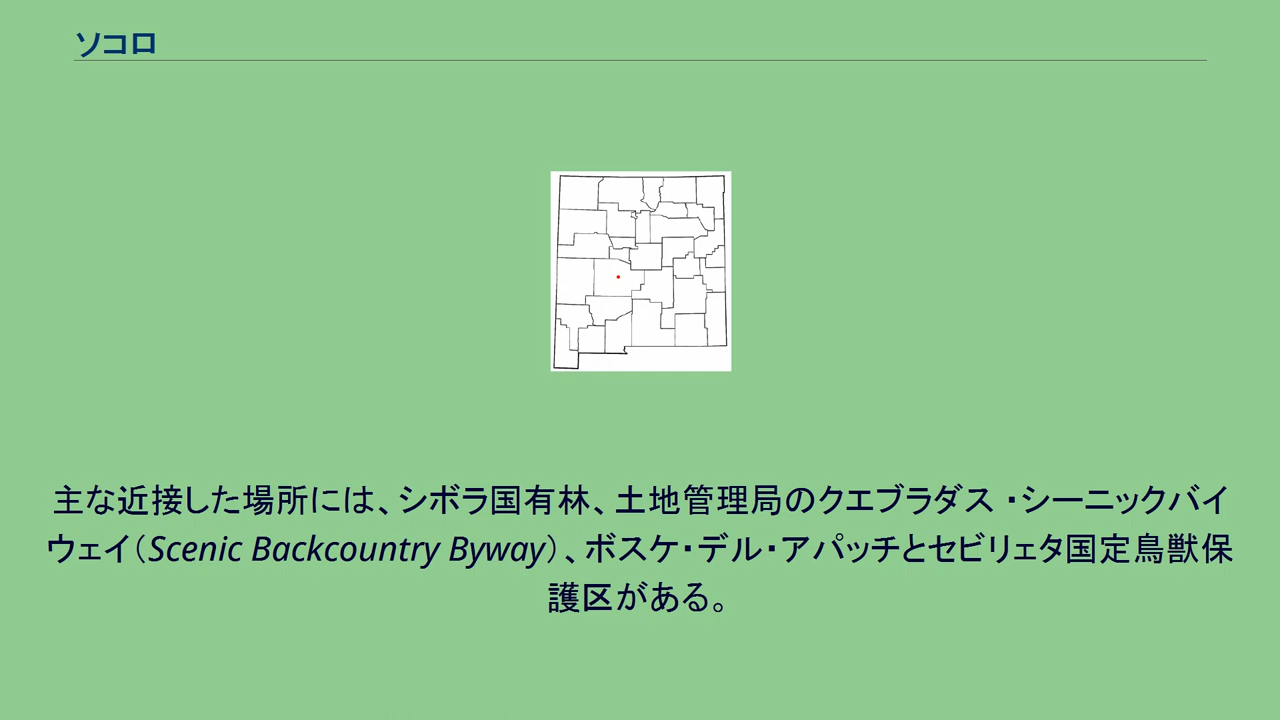 ソコロ
主な近接した場所には、シボラ国有林、土地管理局のクエブラダス ・シーニックバイ
ウェイ（Scenic Backcountry Byway）、ボスケ・デル・アパッチとセビリェタ国定鳥獣保
護区がある。